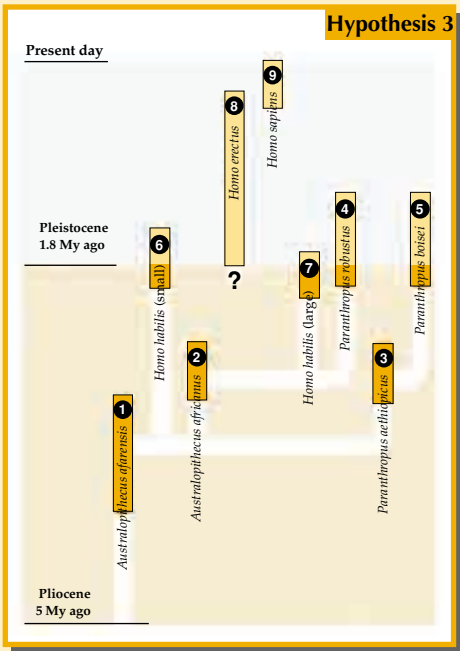 Hypothesis 3
Present day
9
Homo sapiens
8
Homo erectus
Pleistocene
1.8 My ago
6
Homo habilis (small)
?
7
Homo habilis (large)
4
Paranthropus robustus
5
Paranthropus boisei
2
Australopithecus africanus
3
Paranthropus aethiopicus
1
Australopithecus afarensis
Pliocene
5 My ago